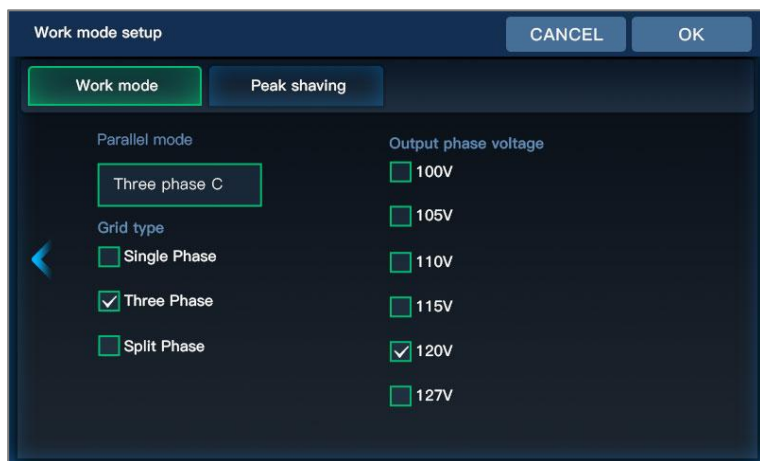 Work mode setup
CANCEL
OK
Work mode
Peak shaving
Parallel mode
Three phase C
Grid type
Single Phase
Three Phase
Split Phase
Output phase voltage
100V
105V
110V
115V
120V
127V